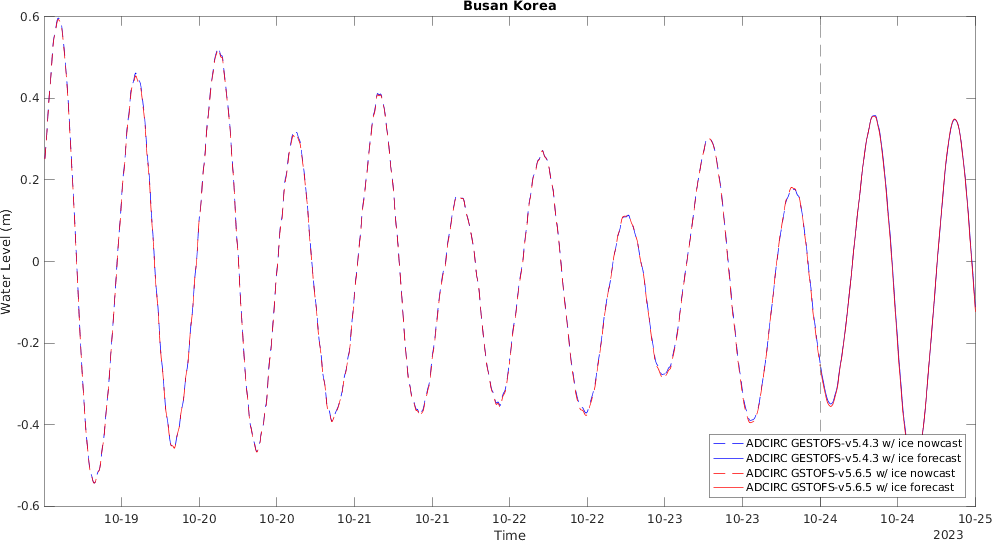 Busan Korea
0.6
0.4
0.2
0
-0.2
-0.4
-0.6
Water Level (m)
ADCIRC GESTOFS-v5.4.3 w/ ice nowcast
ADCIRC GESTOFS-v5.4.3 w/ ice forecast
ADCIRC GSTOFS-v5.6.5 w/ ice nowcast
ADCIRC GSTOFS-v5.6.5 w/ ice forecast
10-19 10-20 10-20 10-21 10-21 10-22 10-22 10-23 10-23 10-24 10-24 10-25
Time
2023